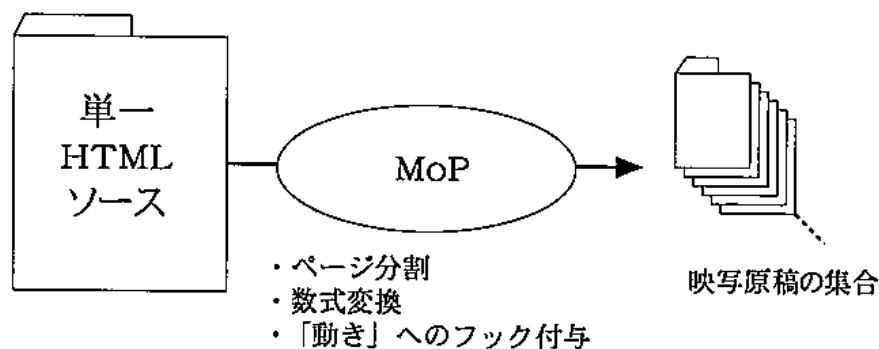 単一
HTML
ソース
MoP
・ページ分割
・数式変換
・「動き」へのフック付与
映写原稿の集合